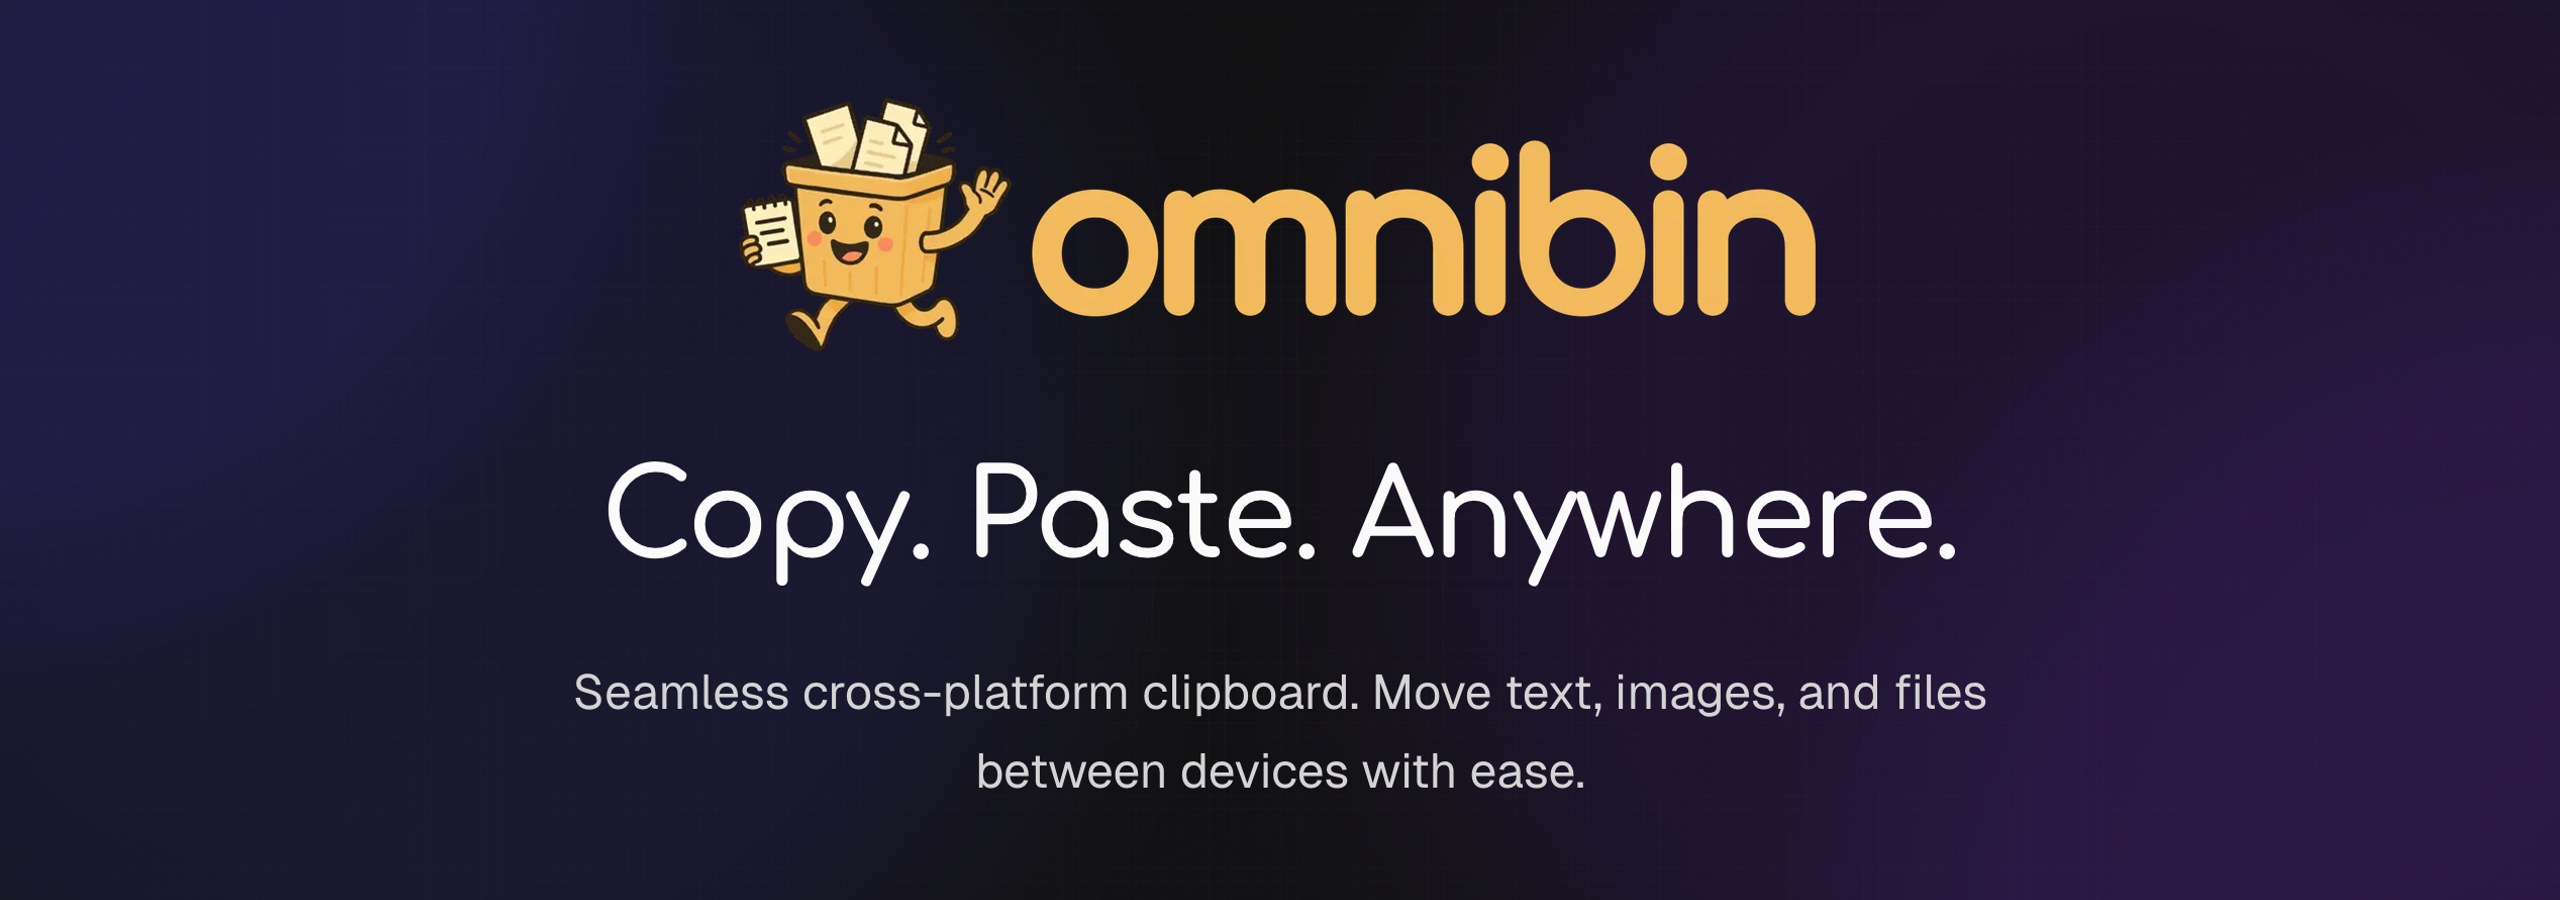 omnibin
Copy. Paste. Anywhere.
Seamless cross-platform clipboard. Move text, images, and files
between devices with ease.